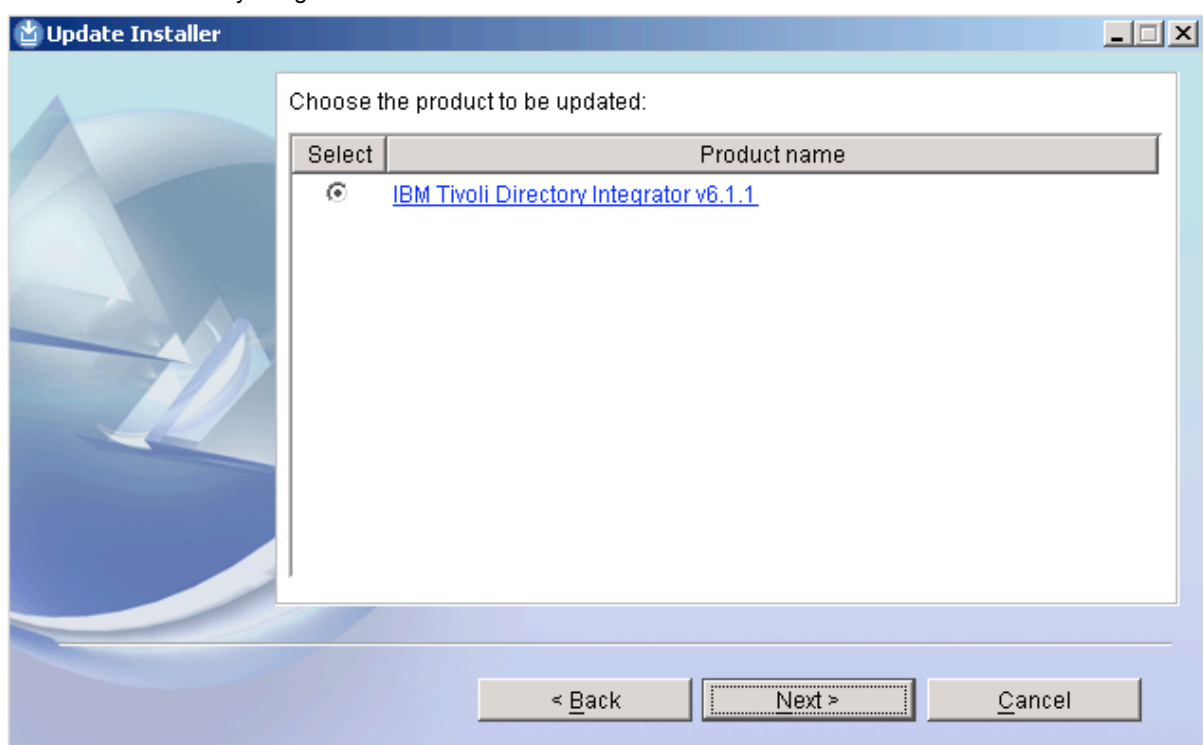 Update Installer
Choose the product to be updated:
Select Product name
IBM Tivoli Directory Integrator v6.1.1
< Back Next > Cancel